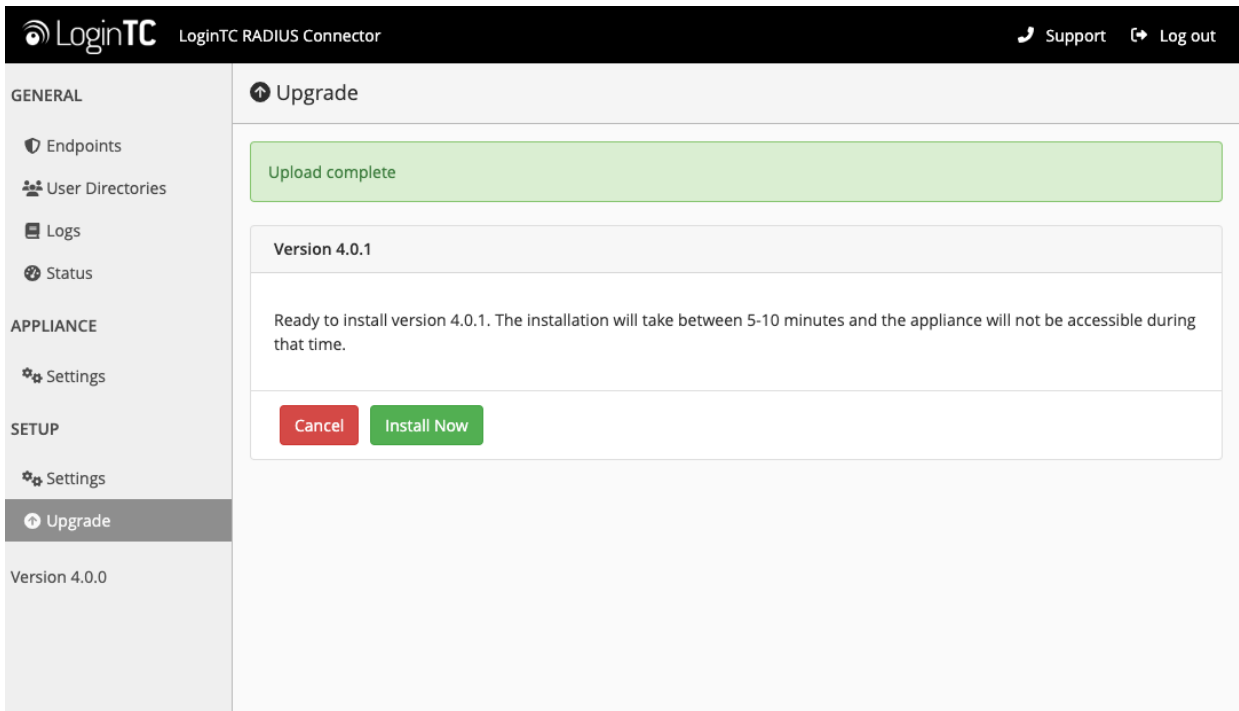 LoginTC LoginTC RADIUS Connector Support Log out
GENERAL
Endpoints
User Directories
Logs
Status
APPLIANCE
Settings
SETUP
Settings
Upgrade
Version 4.0.0
Upgrade
Upload complete
Version 4.0.1
Ready to install version 4.0.1. The installation will take between 5-10 minutes and the appliance will not be accessible during
that time.
Cancel Install Now